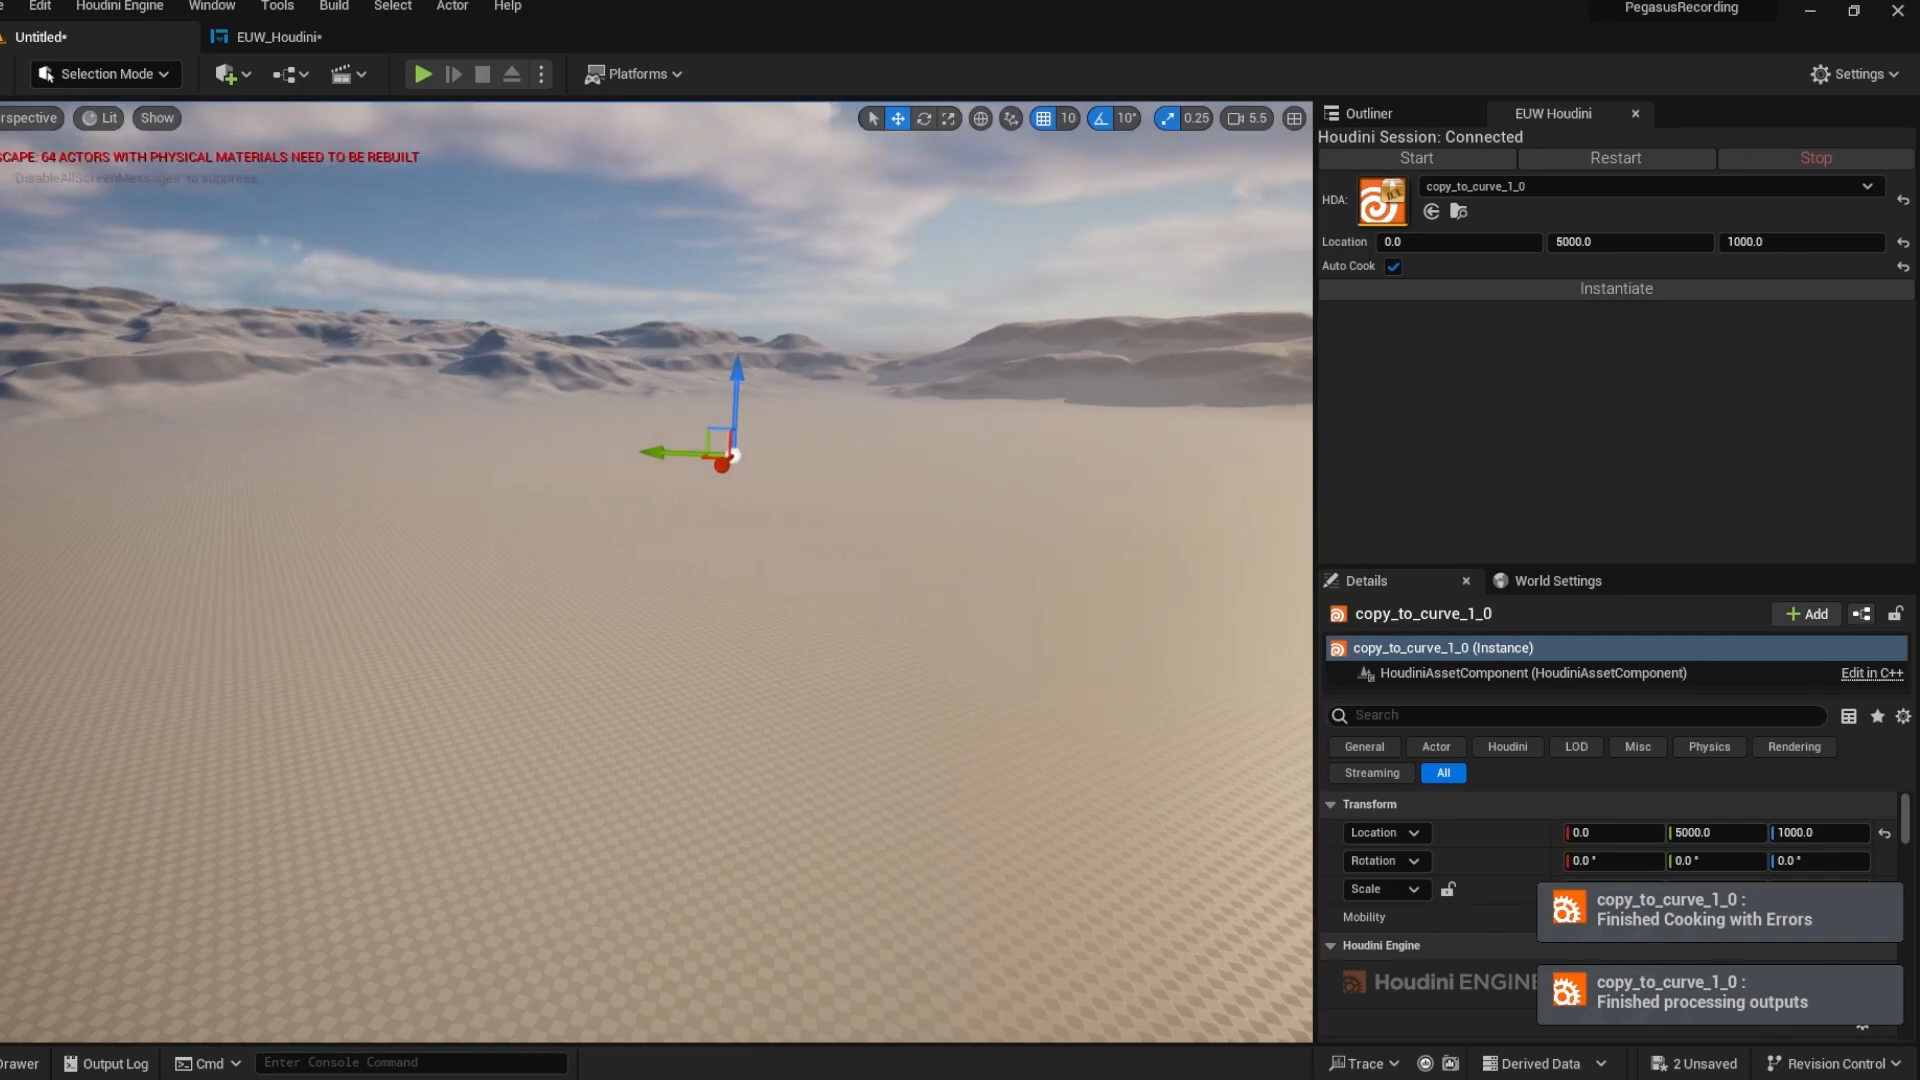 Edit Houdini Engine Window Tools Build Select Actor Help PegasusRecording
Untitled* EUW_Houdini*
Selection Mode Platforms Settings
rspective Lit Show 10 10° 0.25 5.5
SCAPE: 64 ACTORS WITH PHYSICAL MATERIALS NEED TO BE REBUILT
'DisableAllScreenMessages' to suppress
Outliner EUW Houdini
Houdini Session: Connected
Start Restart Stop
HDA: copy_to_curve_1_0
Location 0.0 5000.0 1000.0
Auto Cook
Instantiate
Details World Settings
copy_to_curve_1_0 Add
copy_to_curve_1_0 (Instance)
HoudiniAssetComponent (HoudiniAssetComponent) Edit in C++
Search
General Actor Houdini LOD Misc Physics Rendering
Streaming All
Transform
Location 0.0 5000.0 1000.0
Rotation 0.0 ° 0.0 ° 0.0 °
Scale
Mobility
copy_to_curve_1_0 :
Finished Cooking with Errors
Houdini Engine
Houdini ENGINE
copy_to_curve_1_0 :
Finished processing outputs
Drawer Output Log Cmd Enter Console Command Trace Derived Data 2 Unsaved Revision Control